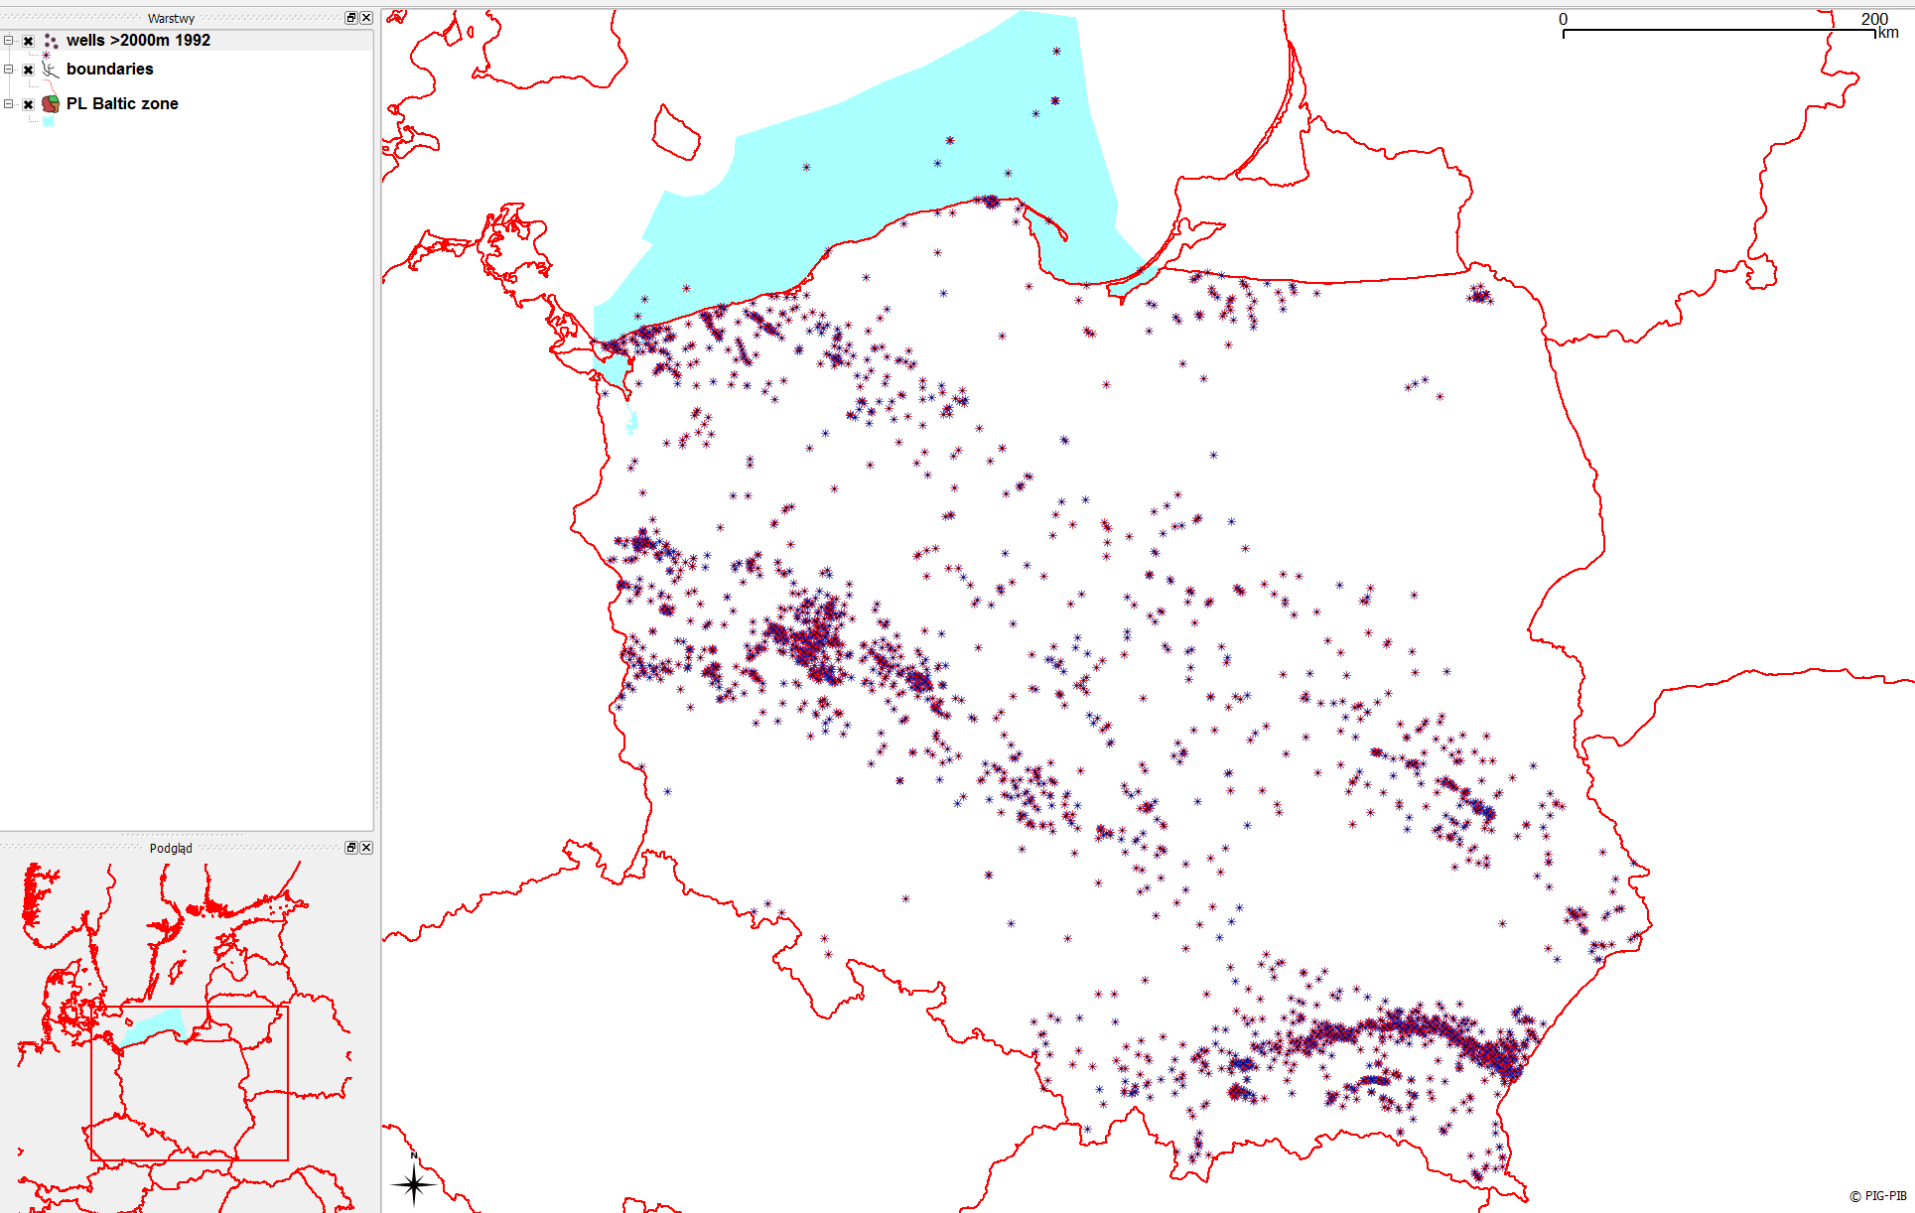 Warstwy
wells >2000m 1992
boundaries
PL Baltic zone
Podgląd
0 200
km
N
© PIG-PIB